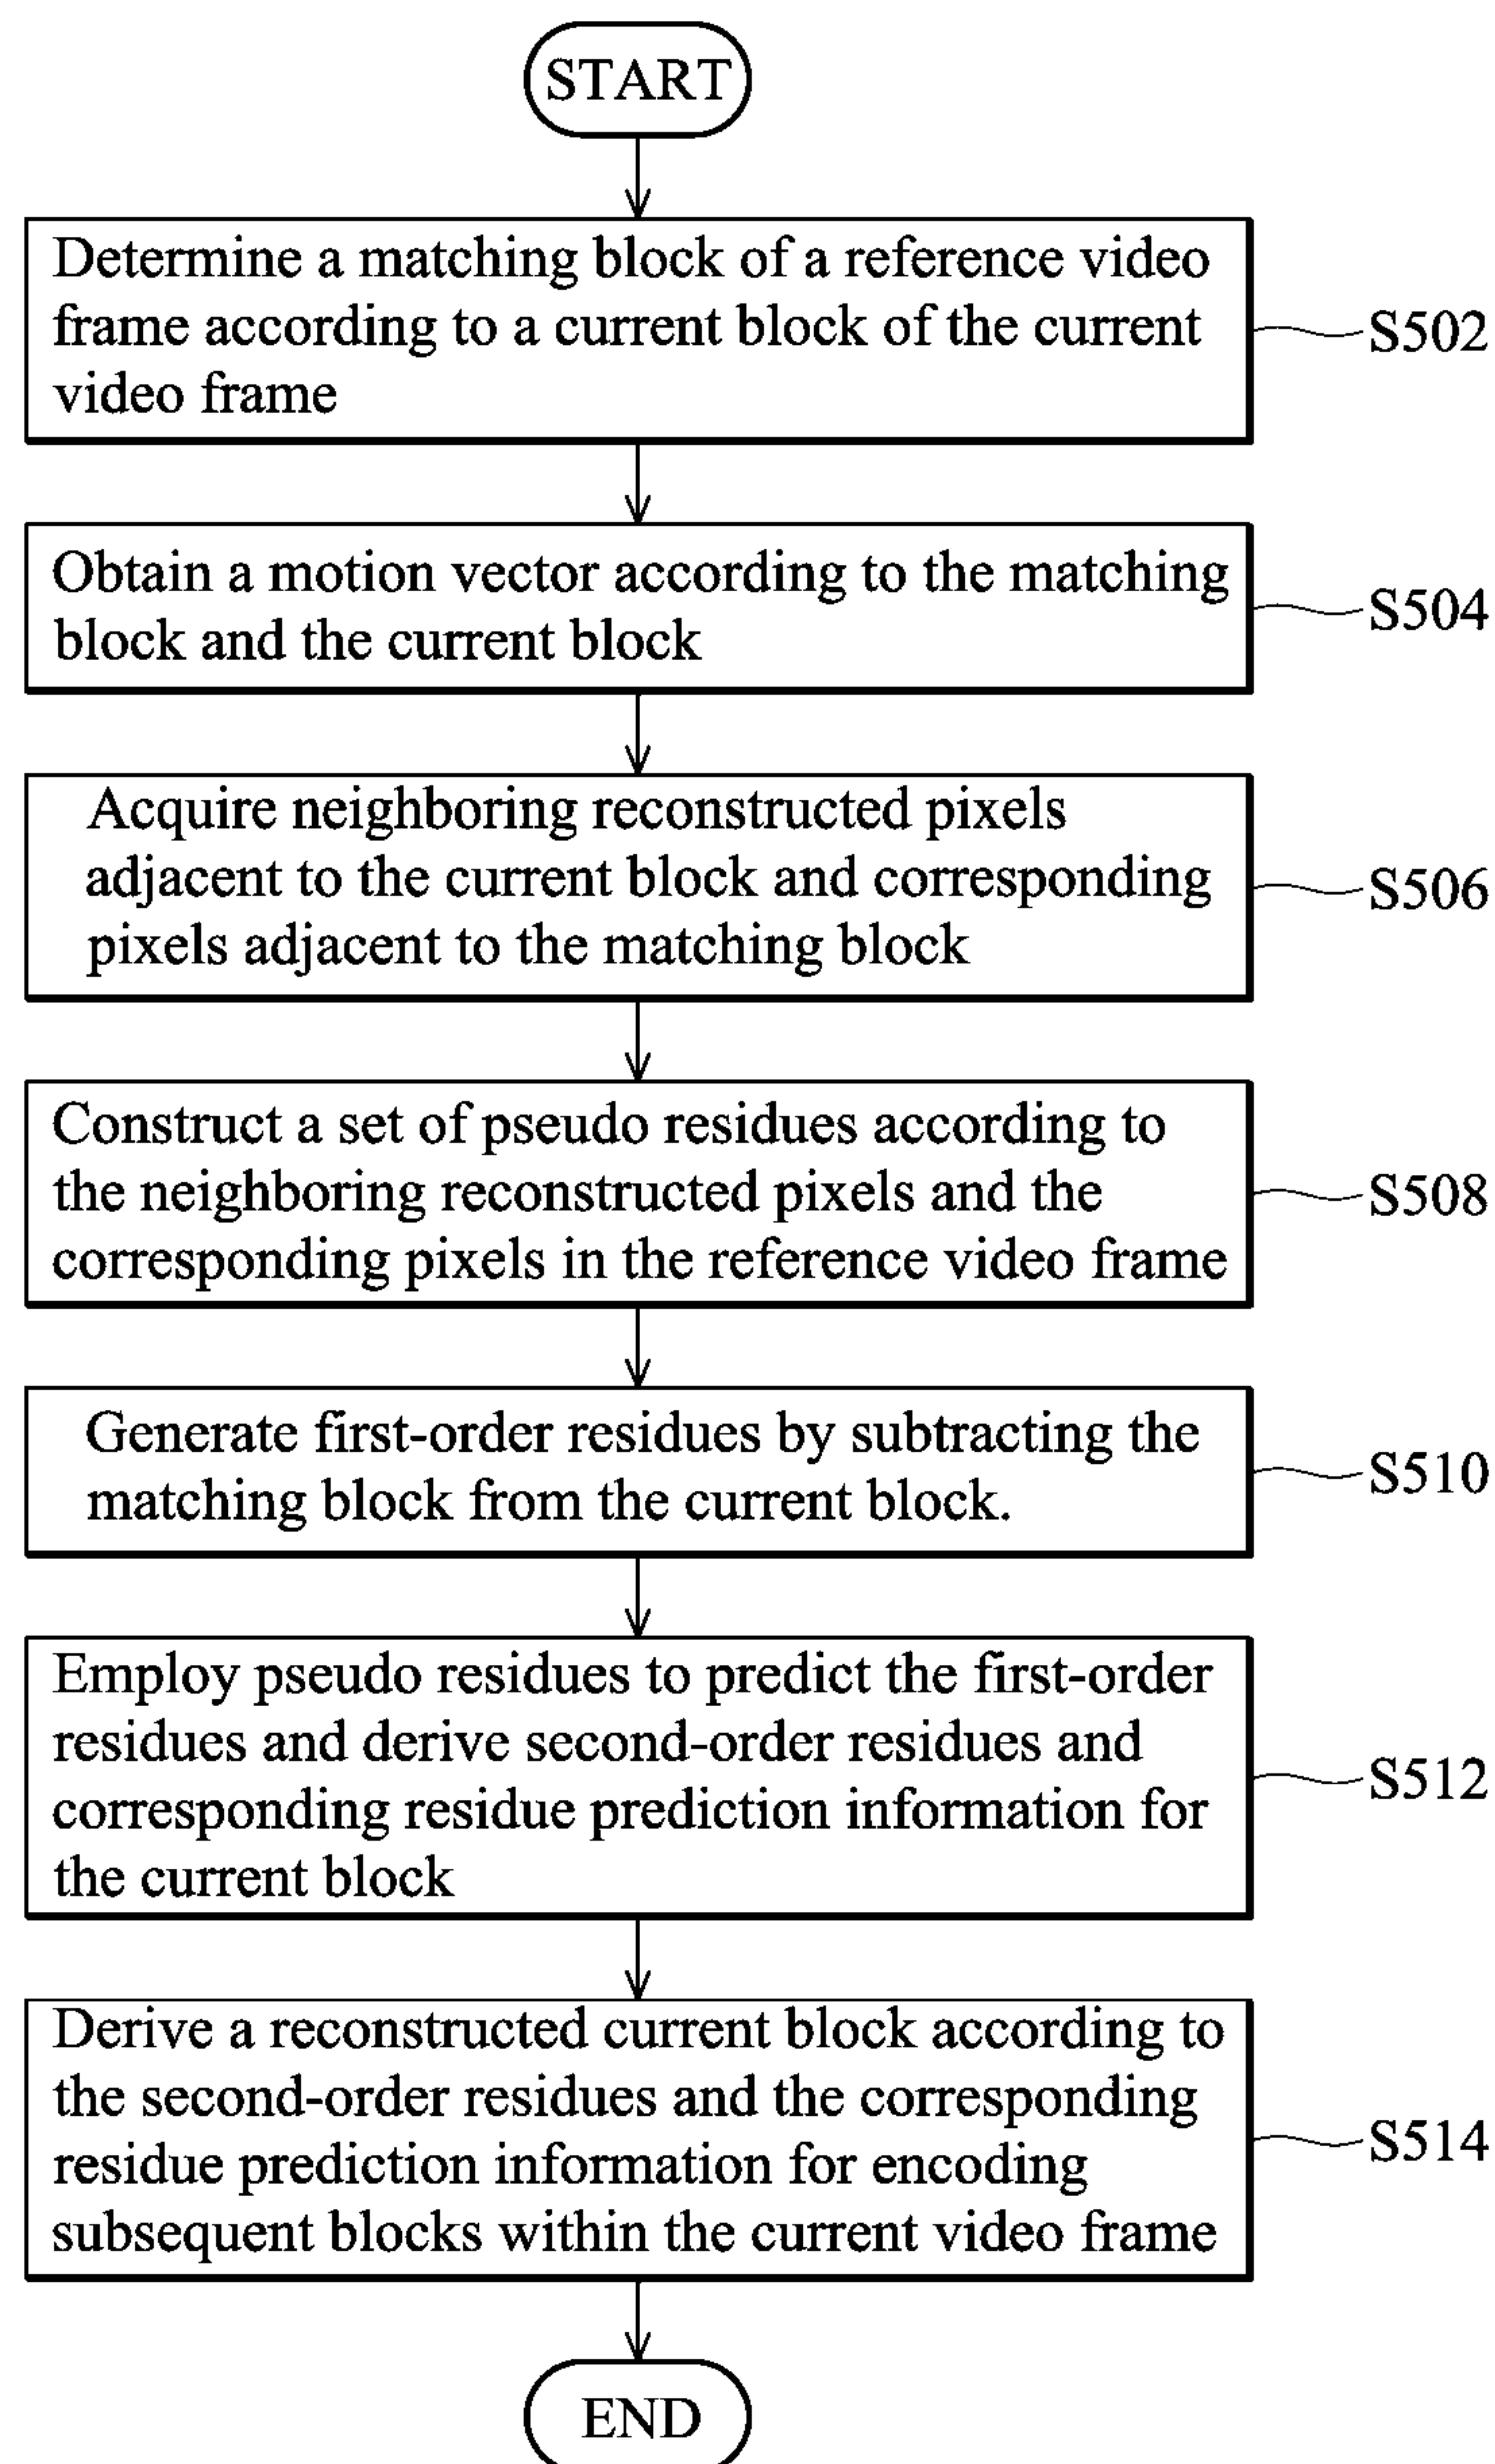 START
Determine a matching block of a reference video
frame according to a current block of the current
video frame
S502
Obtain a motion vector according to the matching
block and the current block
S504
Acquire neighboring reconstructed pixels
adjacent to the current block and corresponding
pixels adjacent to the matching block
S506
Construct a set of pseudo residues according to
the neighboring reconstructed pixels and the
corresponding pixels in the reference video frame
S508
Generate first-order residues by subtracting the
matching block from the current block.
S510
Employ pseudo residues to predict the first-order
residues and derive second-order residues and
corresponding residue prediction information for
the current block
S512
Derive a reconstructed current block according to
the second-order residues and the corresponding
residue prediction information for encoding
subsequent blocks within the current video frame
S514
END